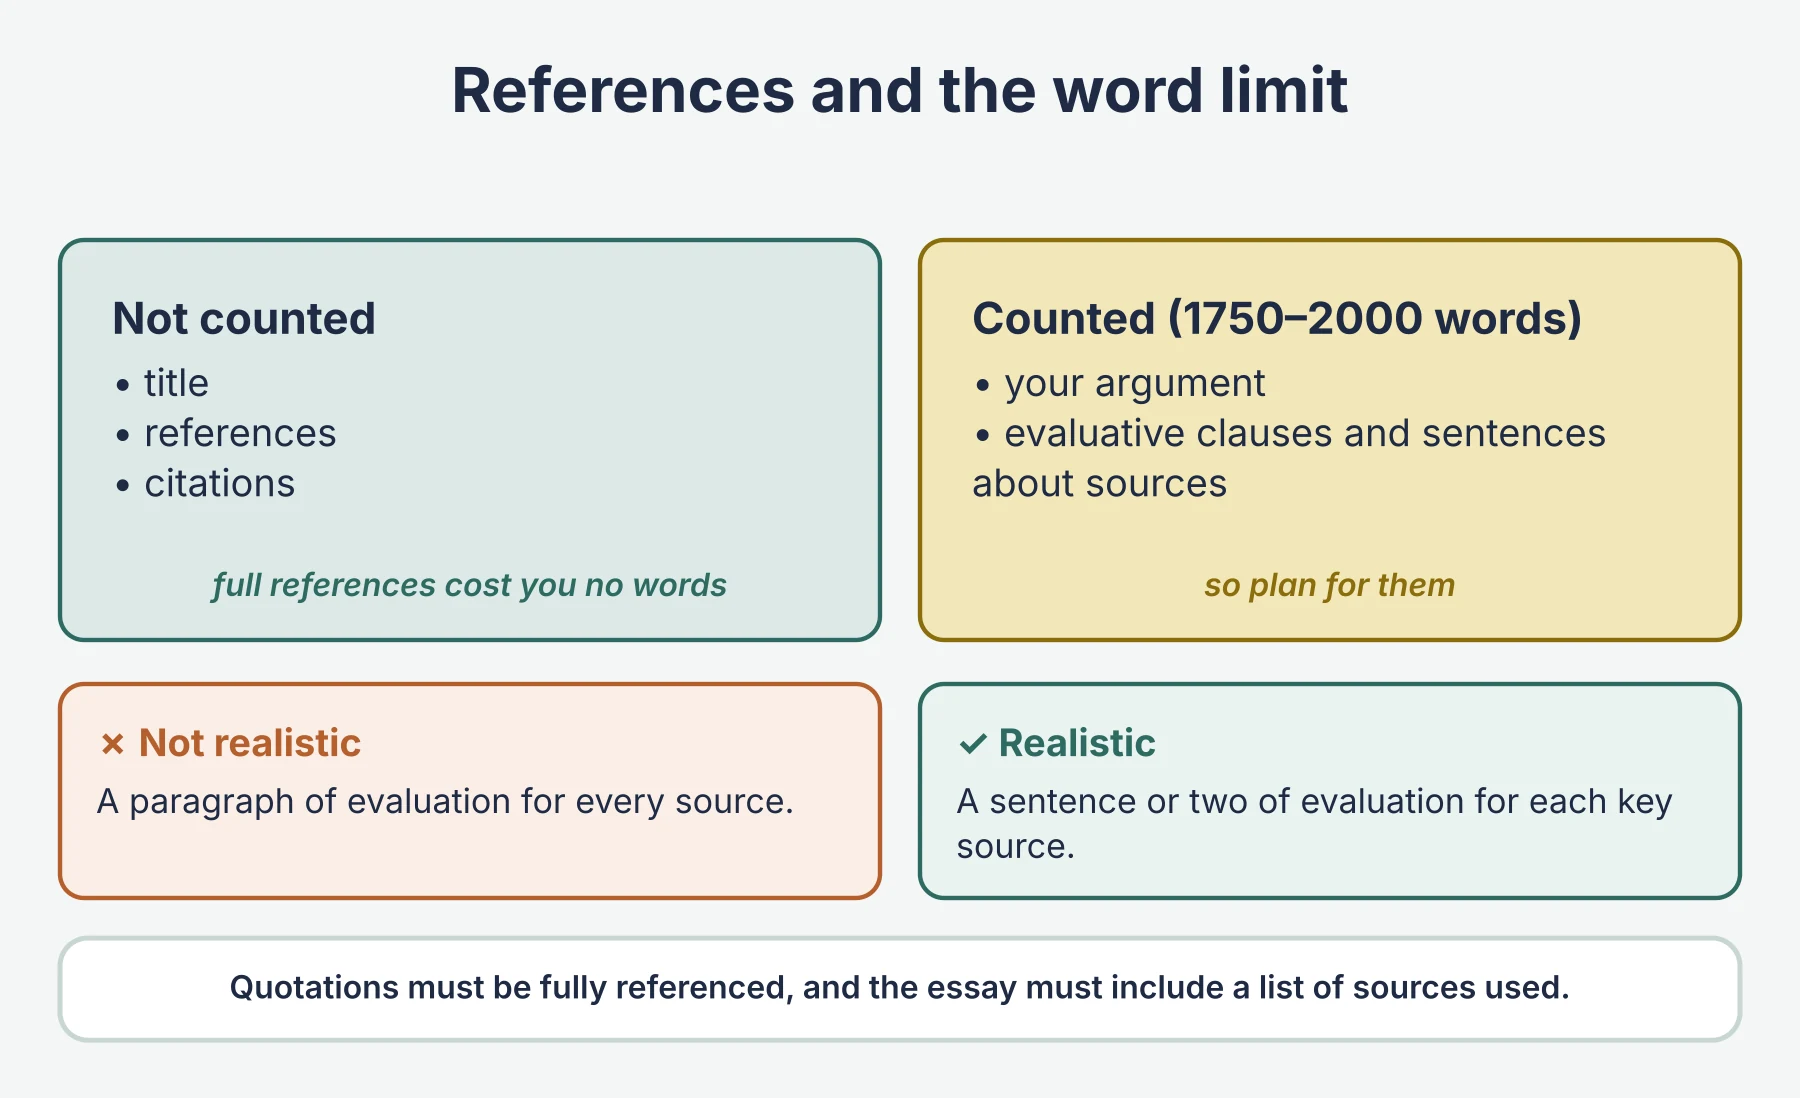 References and the word limit
Not counted
• title
• references
• citations
full references cost you no words
Counted (1750–2000 words)
• your argument
• evaluative clauses and sentences
about sources
so plan for them
× Not realistic
A paragraph of evaluation for every source.
✓ Realistic
A sentence or two of evaluation for each key
source.
Quotations must be fully referenced, and the essay must include a list of sources used.